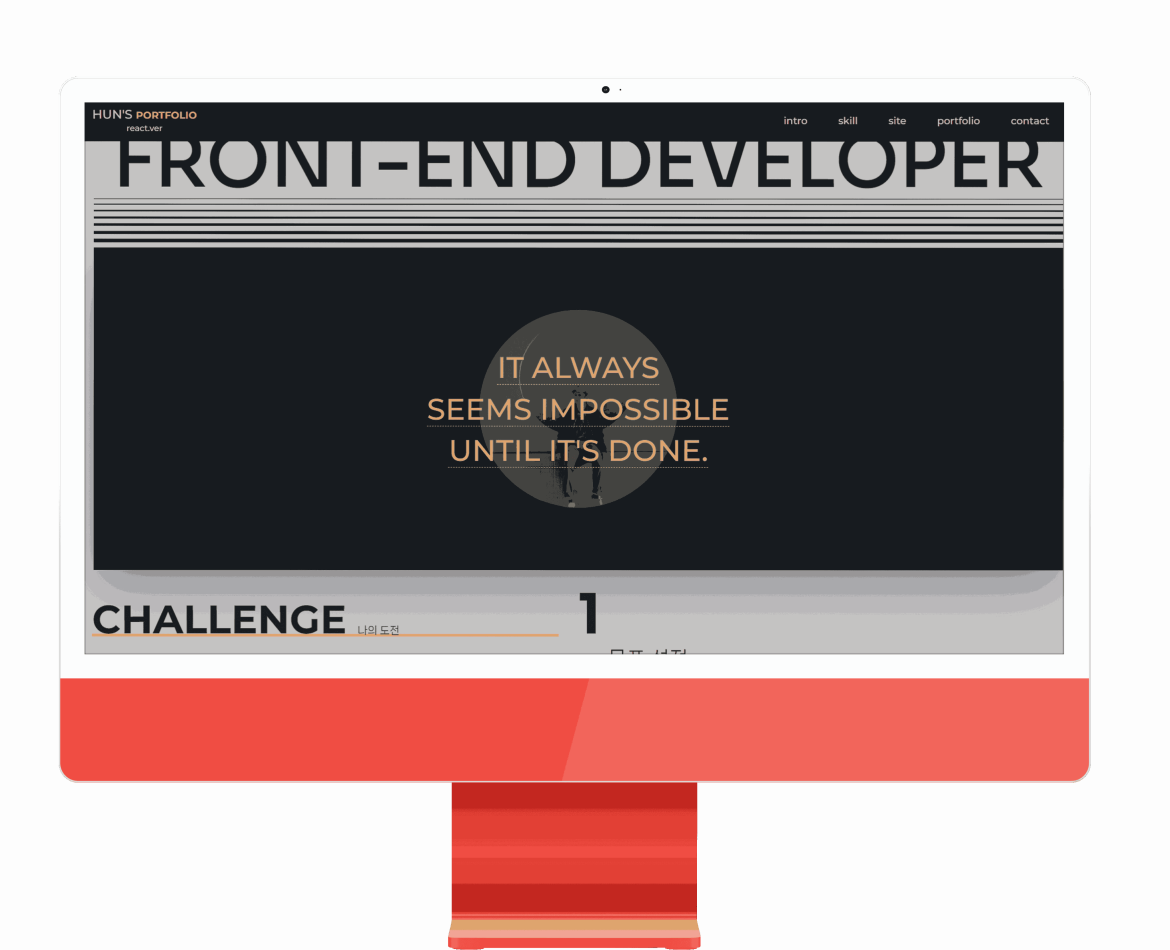 HUN'S PORTFOLIO
react.ver
intro skill site portfolio contact
FRONT-END DEVELOPER
IT ALWAYS
SEEMS IMPOSSIBLE
UNTIL IT'S DONE.
CHALLENGE 나의 도전
1